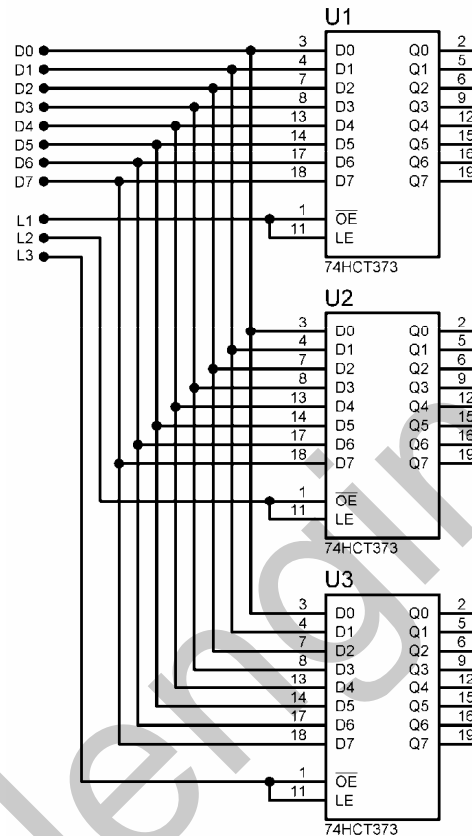 U1
D0 3 D0 Q0 2
D1 4 D1 Q1 5
D2 7 D2 Q2 6
D3 8 D3 Q3 9
D4 13 D4 Q4 12
D5 14 D5 Q5 15
D6 17 D6 Q6 16
D7 18 D7 Q7 19
L1 1 OE
L2 11 LE
L3
74HCT373
U2
3 D0 Q0 2
4 D1 Q1 5
7 D2 Q2 6
8 D3 Q3 9
13 D4 Q4 12
14 D5 Q5 15
17 D6 Q6 16
18 D7 Q7 19
1 OE
11 LE
74HCT373
U3
3 D0 Q0 2
4 D1 Q1 5
7 D2 Q2 6
8 D3 Q3 9
13 D4 Q4 12
14 D5 Q5 15
17 D6 Q6 16
18 D7 Q7 19
1 OE
11 LE
74HCT373
lengin